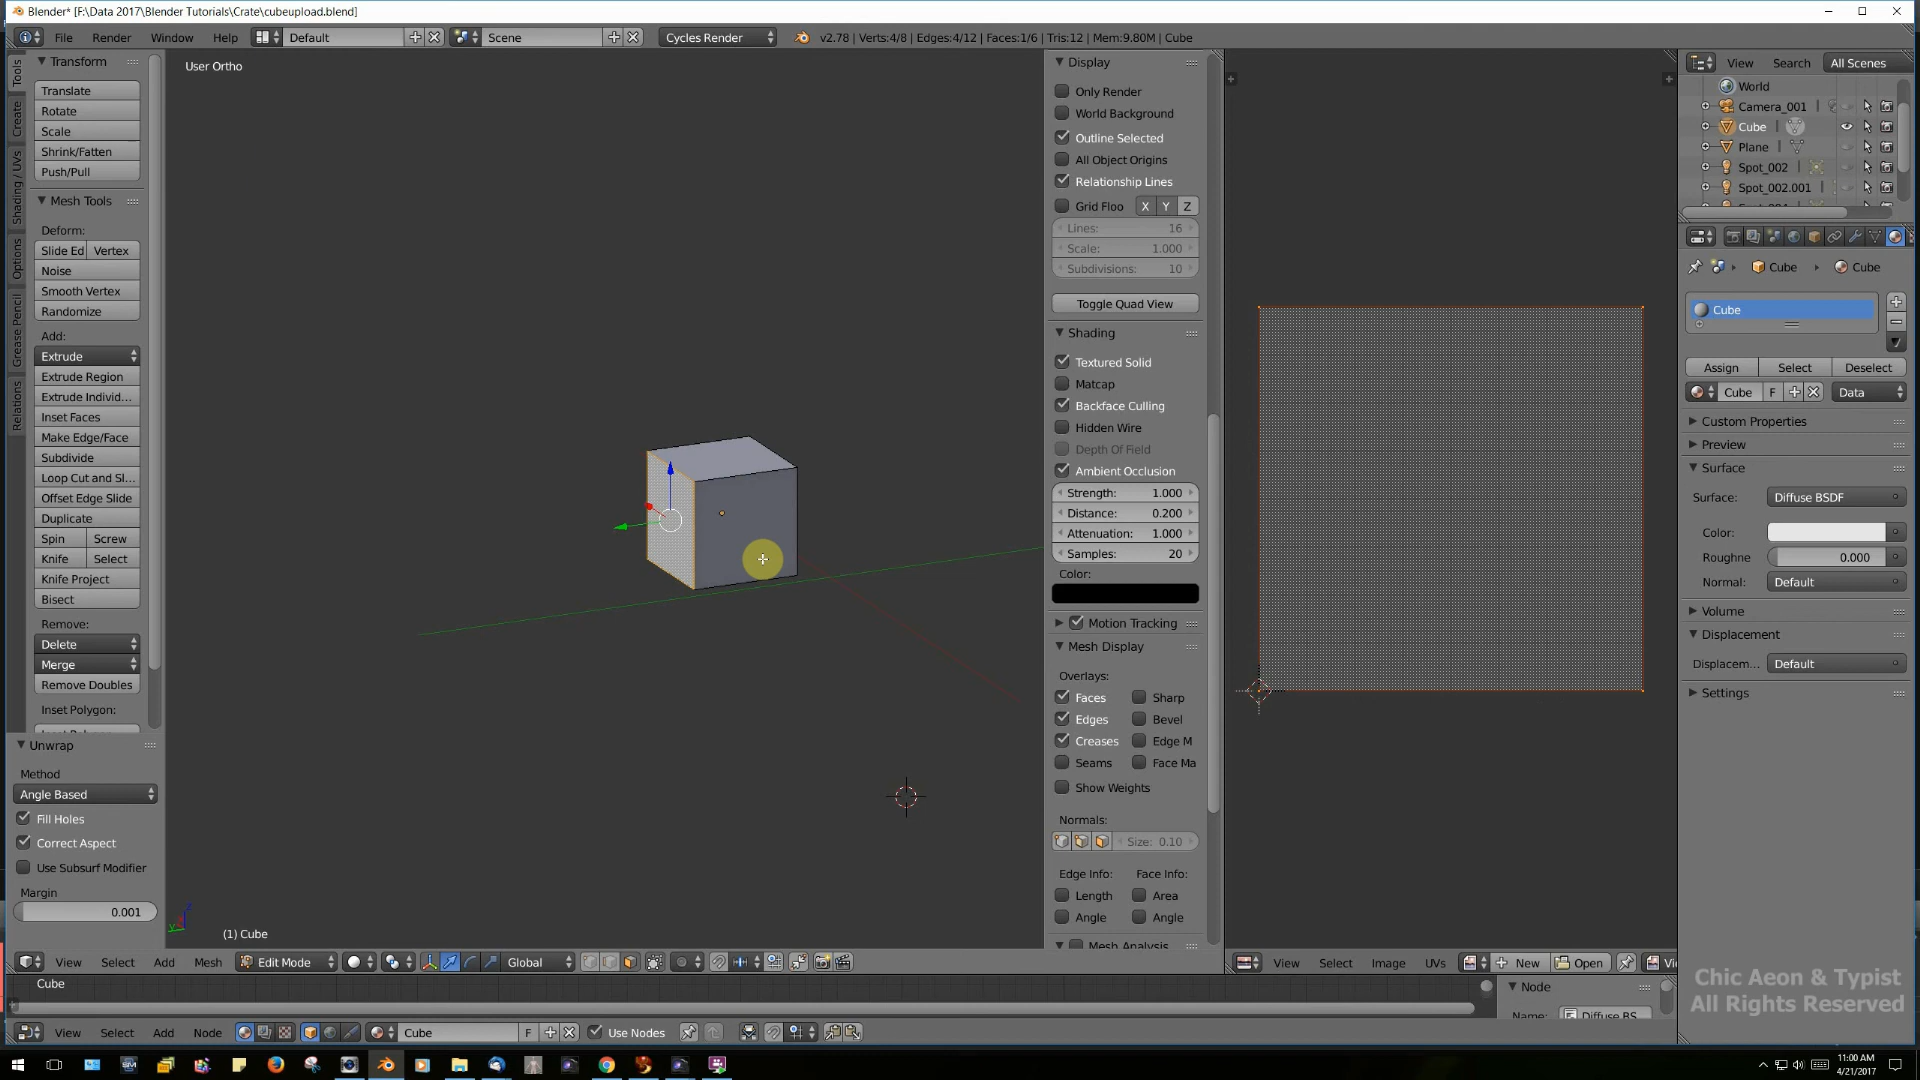 Blender* [F:\Data 2017\Blender Tutorials\Crate\cubeupload.blend]
File Render Window Help Default Scene Cycles Render v2.78 | Verts:4/8 | Edges:4/12 | Faces:1/6 | Tris:12 | Mem:9.80M | Cube
Tools
Create
Shading / UVs
Options
Grease Pencil
Relations
Transform
Translate
Rotate
Scale
Shrink/Fatten
Push/Pull
Mesh Tools
Deform:
Slide Ed Vertex
Noise
Smooth Vertex
Randomize
Add:
Extrude
Extrude Region
Extrude Individ...
Inset Faces
Make Edge/Face
Subdivide
Loop Cut and Sl...
Offset Edge Slide
Duplicate
Spin Screw
Knife Select
Knife Project
Bisect
Remove:
Delete
Merge
Remove Doubles
Inset Polygon:
Unwrap
Method
Angle Based
Fill Holes
Correct Aspect
Use Subsurf Modifier
Margin
0.001
User Ortho
(1) Cube
Display
Only Render
World Background
Outline Selected
All Object Origins
Relationship Lines
Grid Floo X Y Z
Lines: 16
Scale: 1.000
Subdivisions: 10
Toggle Quad View
Shading
Textured Solid
Matcap
Backface Culling
Hidden Wire
Depth Of Field
Ambient Occlusion
Strength: 1.000
Distance: 0.200
Attenuation: 1.000
Samples: 20
Color:
Motion Tracking
Mesh Display
Overlays:
Faces Sharp
Edges Bevel
Creases Edge M
Seams Face Ma
Show Weights
Normals:
Size: 0.10
Edge Info: Face Info:
Length Area
Angle Angle
Mesh Analysis
View Search All Scenes
World
Camera_001
Cube
Plane
Spot_002
Spot_002.001
Cube Cube
Cube
Assign Select Deselect
Cube F Data
Custom Properties
Preview
Surface
Surface: Diffuse BSDF
Color:
Roughne 0.000
Normal: Default
Volume
Displacement
Displacem... Default
Settings
View Select Add Mesh Edit Mode Global
View Select Image UVs New Open Vi
Cube
Node
Name: Diffuse BS
View Select Add Node Cube F Use Nodes
Chic Aeon & Typist
All Rights Reserved
11:00 AM
4/21/2017